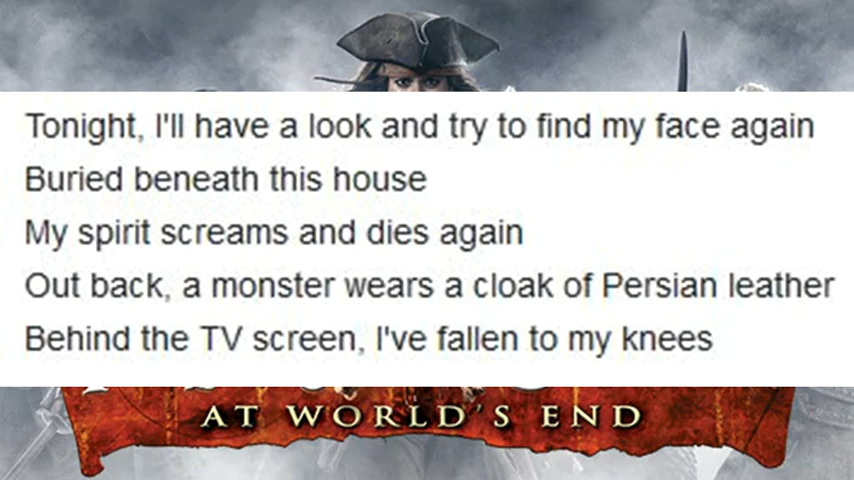 Tonight, I'll have a look and try to find my face again
Buried beneath this house
My spirit screams and dies again
Out back, a monster wears a cloak of Persian leather
Behind the TV screen, I've fallen to my knees
AT WORLD'S END